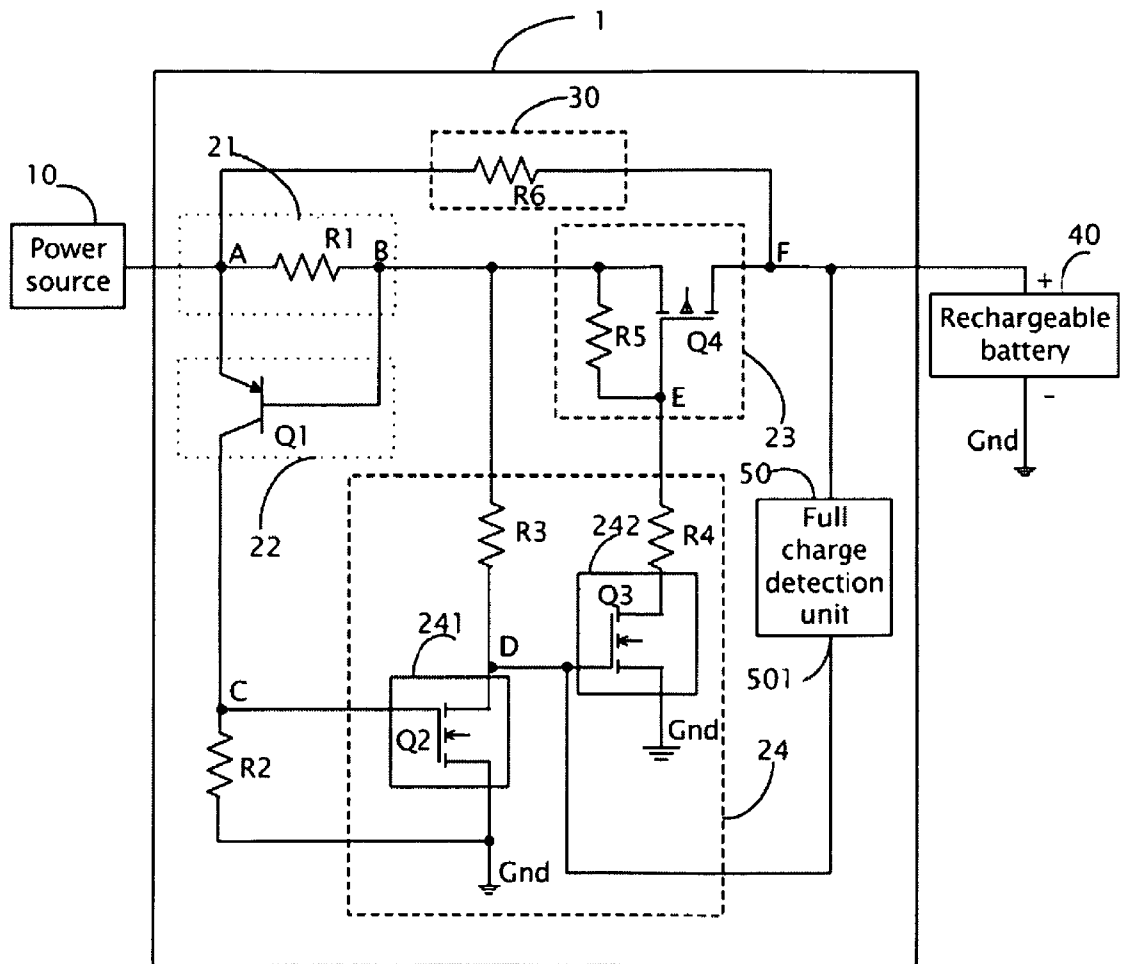 1
30
21
10
R6
Power
source
A
R1
B
F
40
+
R5
Q4
Rechargeable
battery
-
E
Q1
23
Gnd
50
22
R3
242
R4
Full
charge
detection
unit
Q3
241
D
501
C
Q2
Gnd
24
R2
Gnd